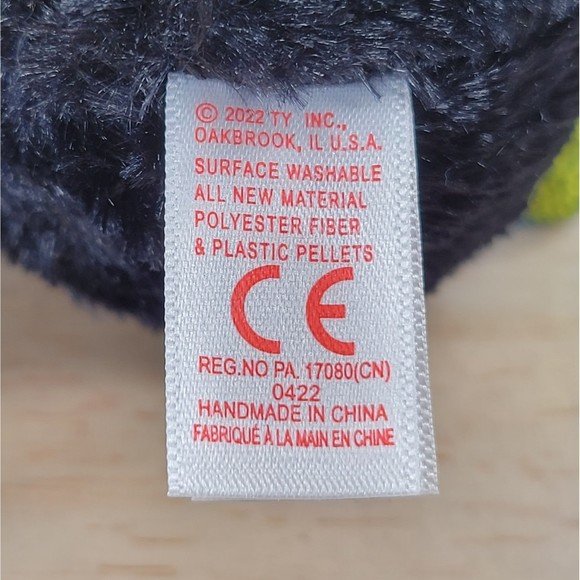 © 2022 TY INC.,
OAKBROOK, IL U.S.A.
SURFACE WASHABLE
ALL NEW MATERIAL
POLYESTER FIBER
& PLASTIC PELLETS
CE
REG.NO PA. 17080(CN)
0422
HANDMADE IN CHINA
FABRIQUÉ À LA MAIN EN CHINE